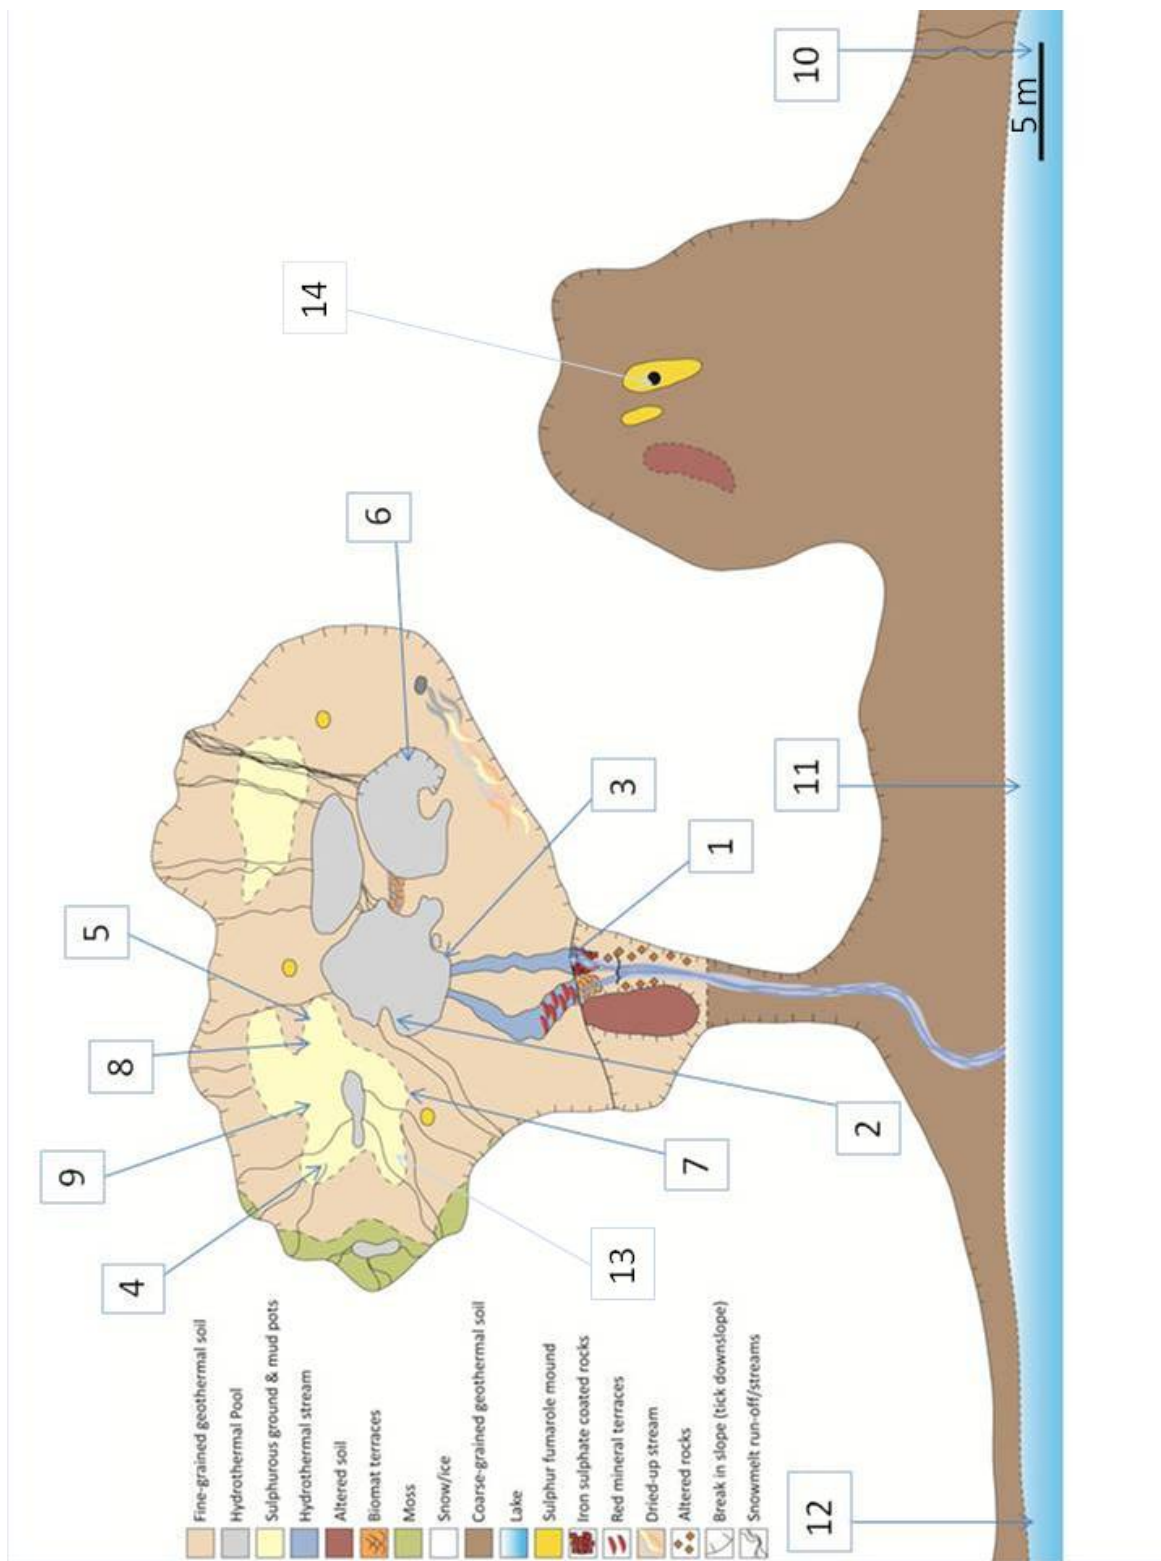 Fine-grained geothermal soil
Hydrothermal Pool
Sulphurous ground & mud pots
Hydrothermal stream
Altered soil
Biomat terraces
Moss
Snow/ice
Coarse-grained geothermal soil
Lake
Sulphur fumarole mound
Iron sulphate coated rocks
Red mineral terraces
Dried-up stream
Altered rocks
Break in slope (tick downslope)
Snowmelt run-off/streams
4
9
8
5
13
7
2
6
3
1
14
12
11
10
5 m